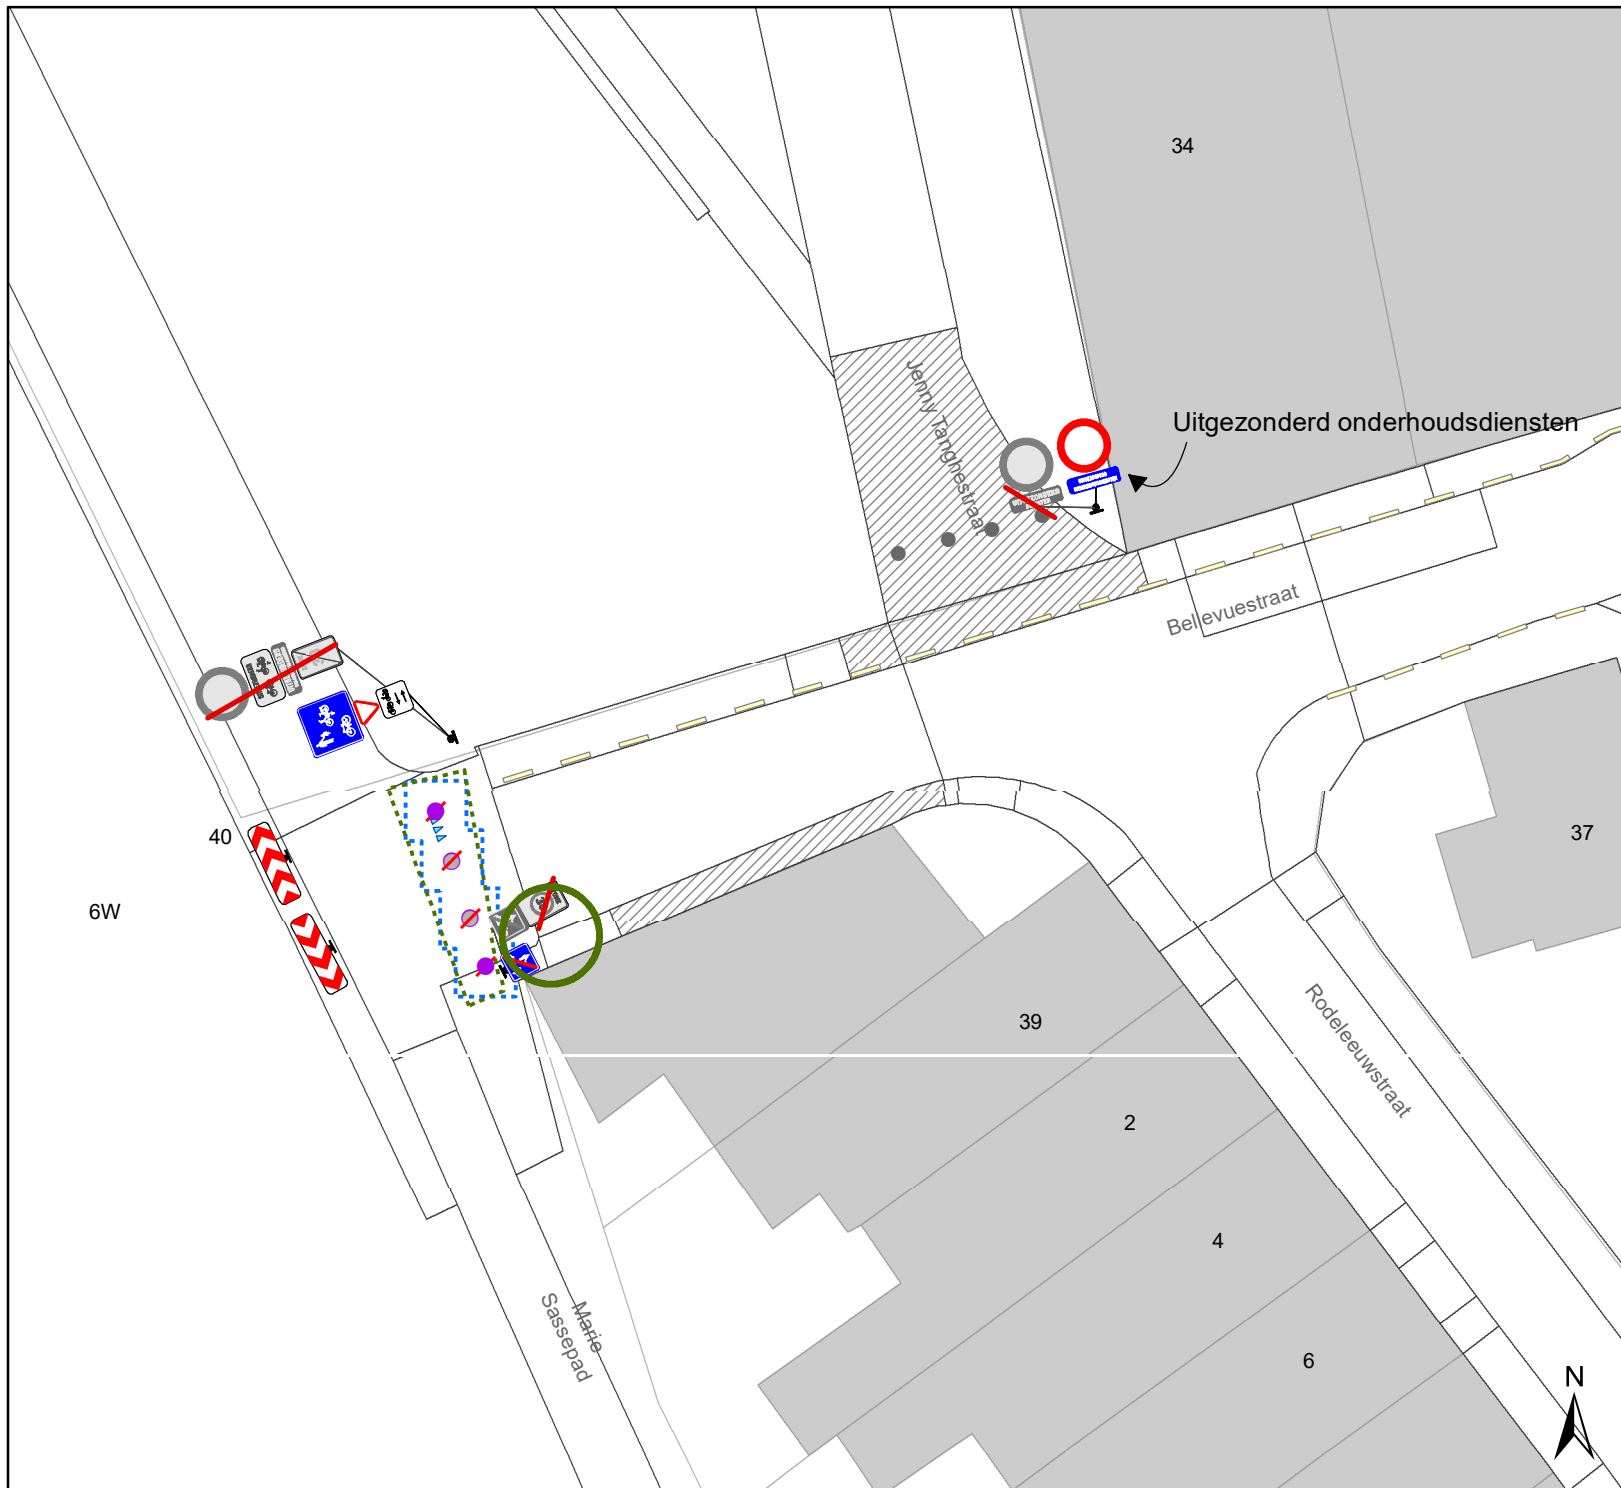 34
Uitgezonderd onderhoudsdiensten
Jenny Tanghestraat
Bellevuestraat
40
37
6W
39
Rodeleeuwstraat
2
4
Marie
Sassepad
6
N